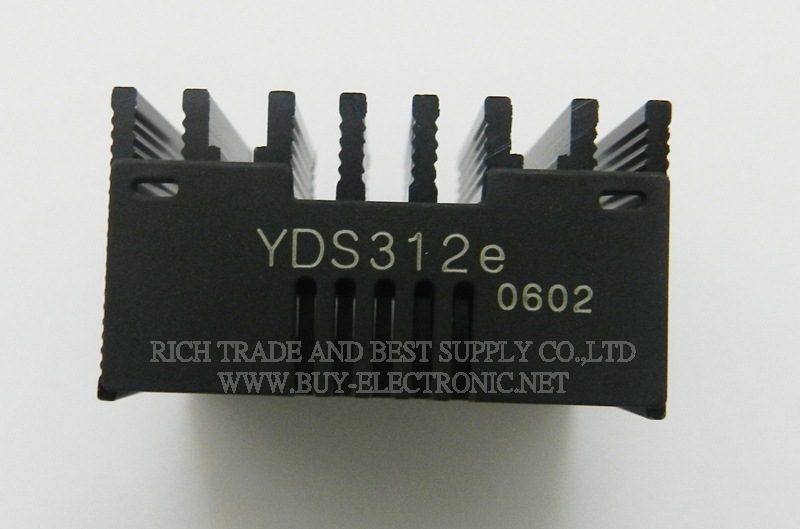 YDS312e
0602
RICH TRADE AND BEST SUPPLY CO.,LTD
WWW.BUY-ELECTRONIC.NET